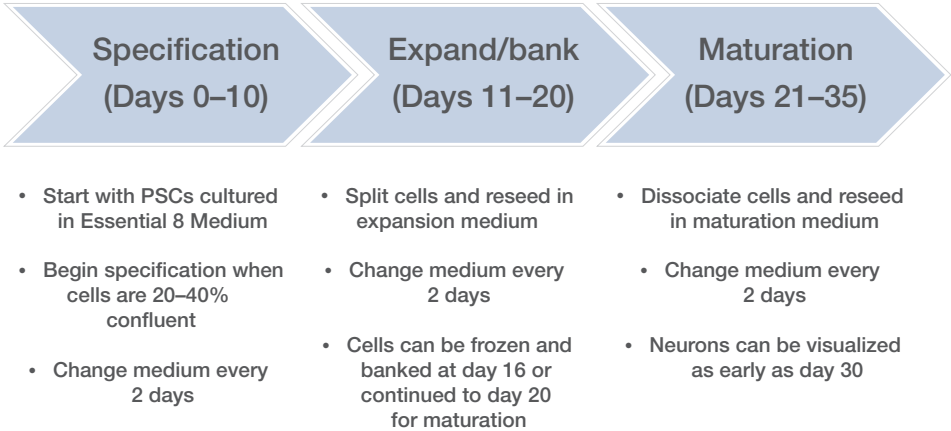 Specification
(Days 0–10)
Expand/bank
(Days 11–20)
Maturation
(Days 21–35)
• Start with PSCs cultured
in Essential 8 Medium
• Begin specification when
cells are 20–40%
confluent
• Change medium every
2 days
• Split cells and reseed in
expansion medium
• Change medium every
2 days
• Cells can be frozen and
banked at day 16 or
continued to day 20
for maturation
• Dissociate cells and reseed
in maturation medium
• Change medium every
2 days
• Neurons can be visualized
as early as day 30